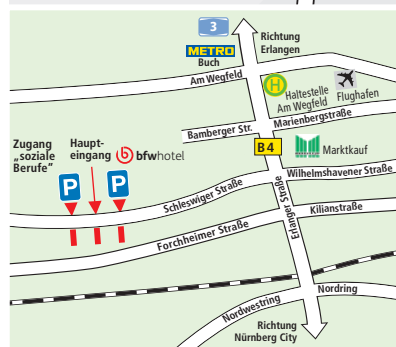 3
Richtung
Erlangen
METRO
Buch
Am Wegfeld
H
Haltestelle
Am Wegfeld
Flughafen
Marienbergstraße
Bamberger Str.
B 4
Marktkauf
Zugang
„soziale
Berufe“
Haupt-
eingang
b bfwhotel
P
P
Wilhelmshavener Straße
Schleswiger Straße
Erlanger Straße
Kilianstraße
Forchheimer Straße
Nordring
Nordwestring
Richtung
Nürnberg City